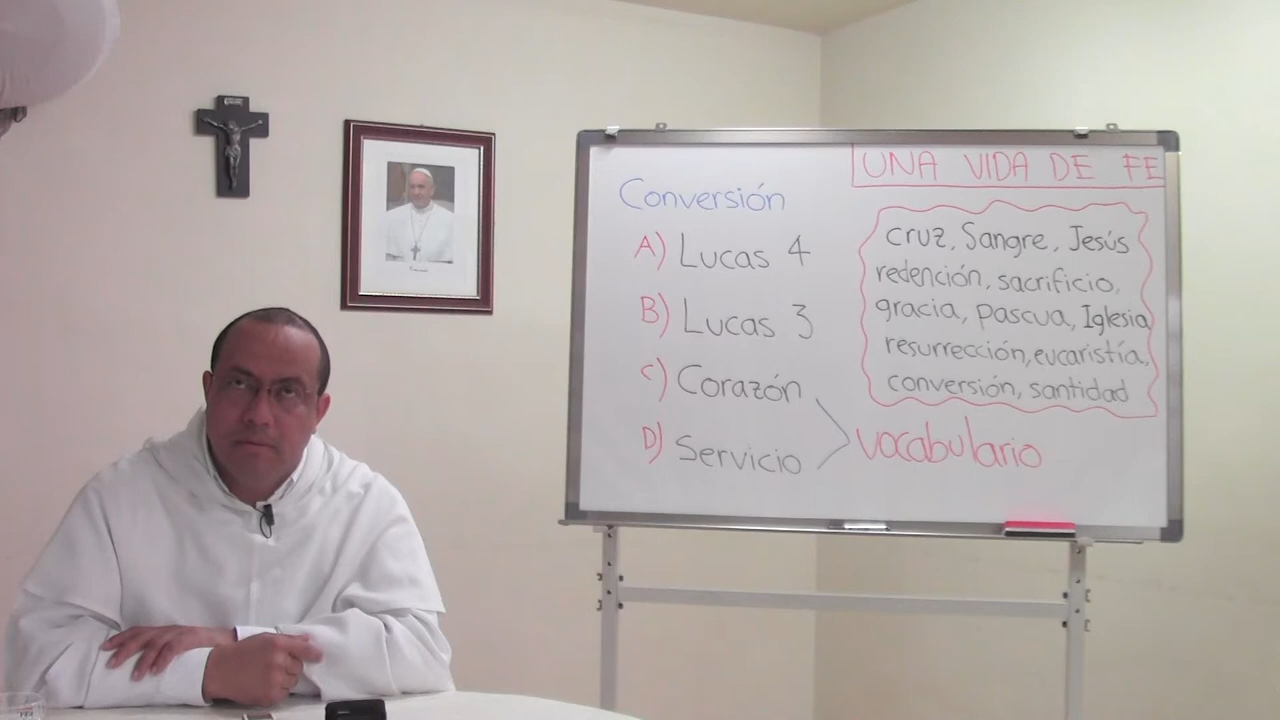 UNA VIDA DE FE
Conversión
A) Lucas 4
B) Lucas 3
C) Corazón
D) Servicio
cruz, Sangre, Jesús
redención, sacrificio,
gracia, pascua, Iglesia
resurrección, eucaristía,
conversión, santidad
vocabulario